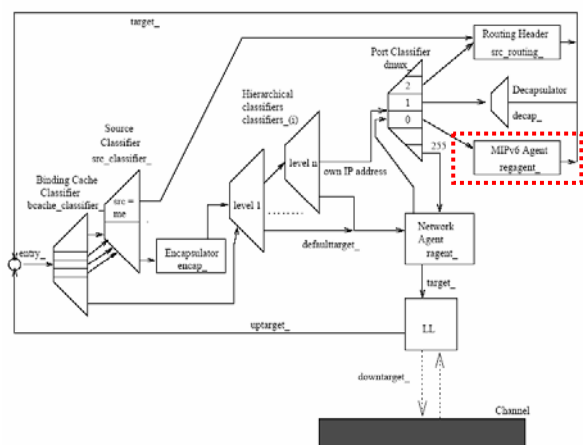 target_
Routing Header
src_routing_
Port Classifier
dmux_
2
1
0
Decapsulator
decap_
Hierarchical
classifiers
classifiers_(i)
MIPv6 Agent
regagent_
255
Source
Classifier
src_classifier_
level n
own IP address
Binding Cache
Classifier
bcache_classifier_
src =
me
level 1
........
Network
Agent
ragent_
entry_
Encapsulator
encap_
defaulttarget_
target_
uptarget_
LL
downtarget_
Channel